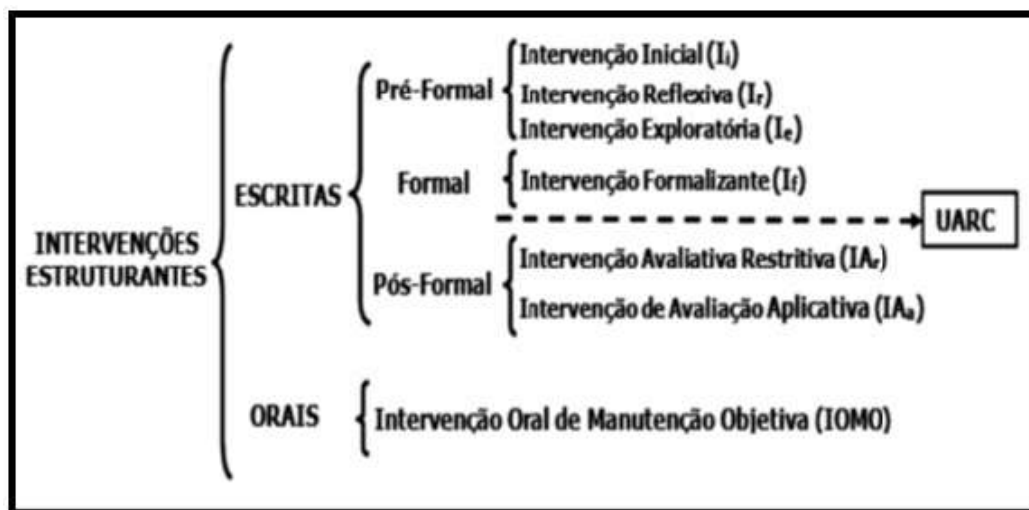 INTERVENÇÕES
ESTRUTURANTES
ESCRITAS
Pré-Formal
Intervenção Inicial (Iᵢ)
Intervenção Reflexiva (Iᵣ)
Intervenção Exploratória (Iₑ)
Formal
Intervenção Formalizante (I_f)
UARC
Pós-Formal
Intervenção Avaliativa Restritiva (IAᵣ)
Intervenção de Avaliação Aplicativa (IAₐ)
ORAIS
Intervenção Oral de Manutenção Objetiva (IOMO)